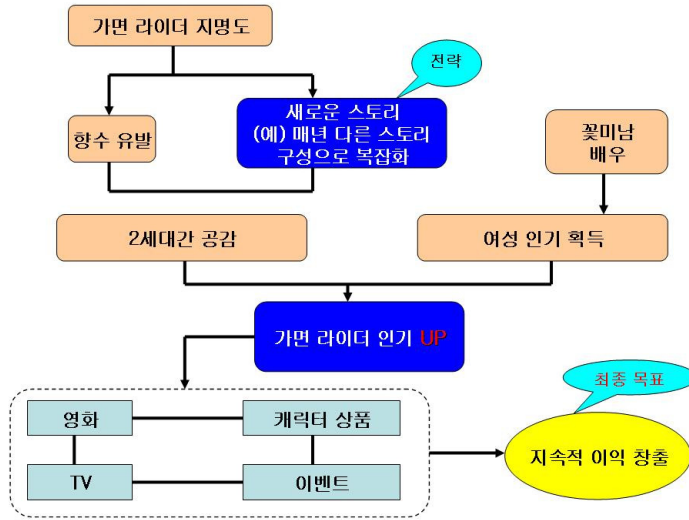 가면 라이더 지명도
전략
향수 유발
새로운 스토리
(예) 매년 다른 스토리
구성으로 복잡화
꽃미남
배우
2세대간 공감
여성 인기 획득
가면 라이더 인기 UP
최종 목표
영화
캐릭터 상품
지속적 이익 창출
TV
이벤트